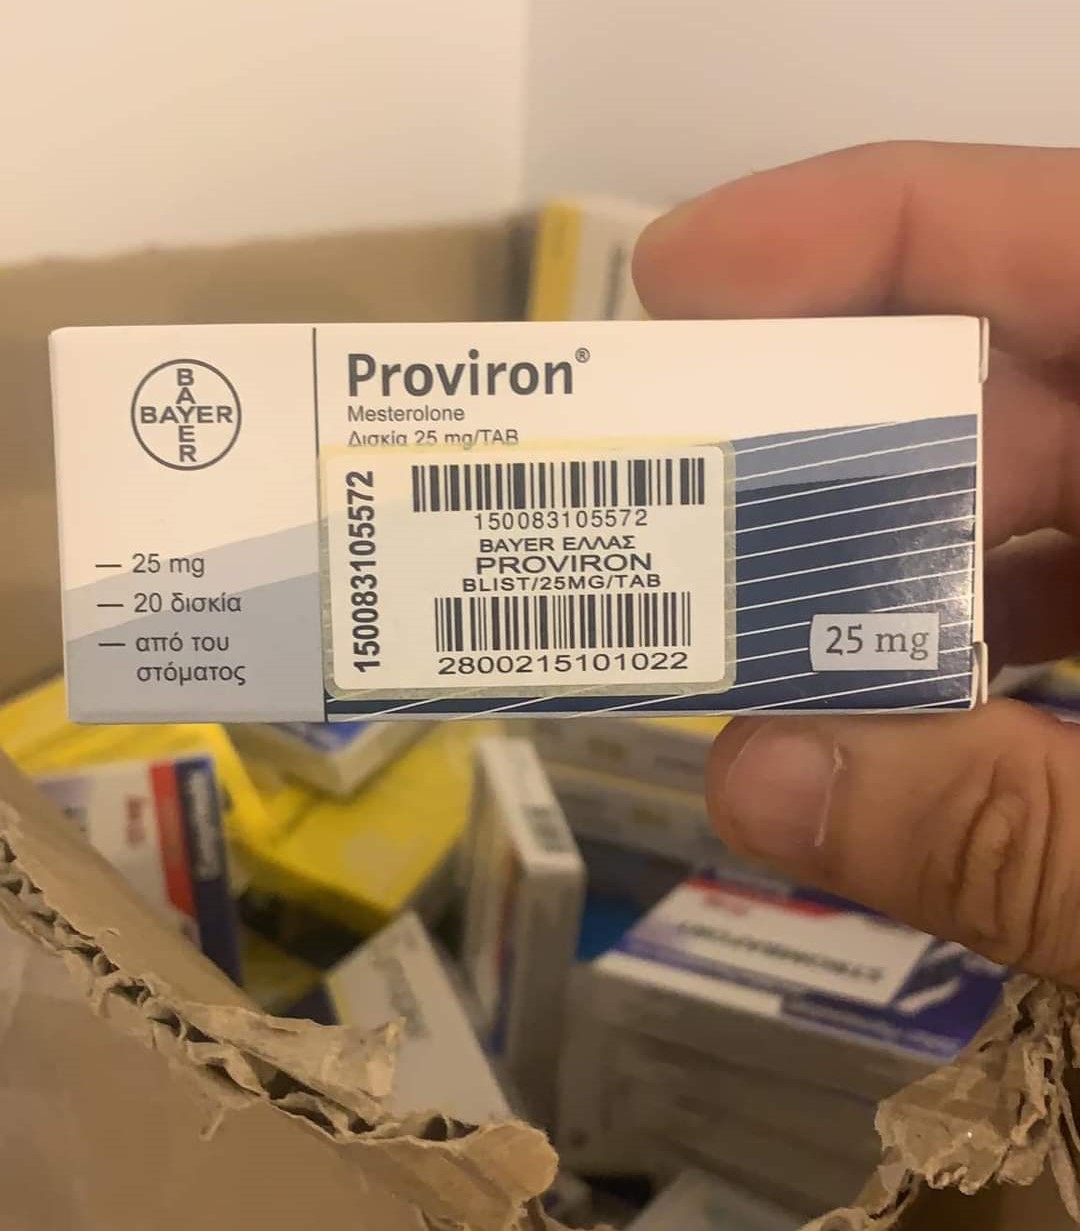 BAYER
BAYER
Proviron®
Mesterolone
Δισκία 25 mg/TAB
150083105572
150083105572
BAYER ΕΛΛΑΣ
PROVIRON
BLIST/25MG/TAB
2800215101022
— 25 mg
— 20 δισκία
— από του
στόματος
25 mg